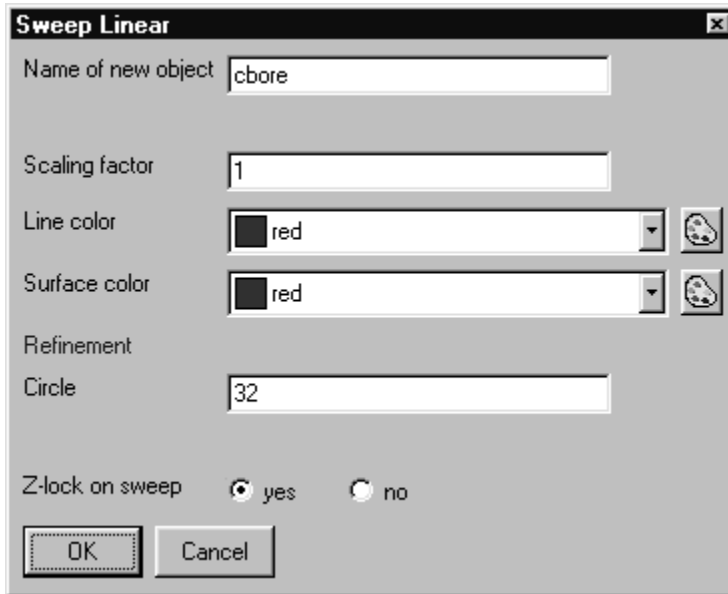 Sweep Linear
Name of new object cbore
Scaling factor 1
Line color red
Surface color red
Refinement
Circle 32
Z-lock on sweep yes no
OK Cancel